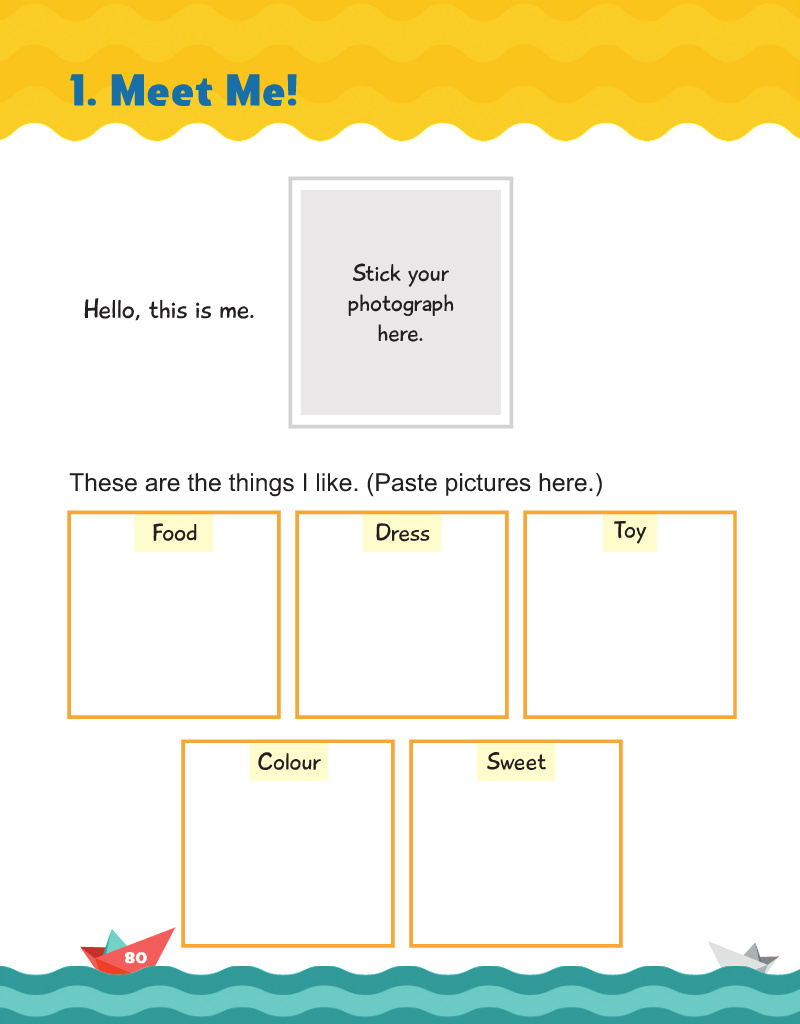 1. Meet Me!
Stick your
photograph
here.
Hello, this is me.
These are the things I like. (Paste pictures here.)
Food
Dress
Toy
Colour
Sweet
80